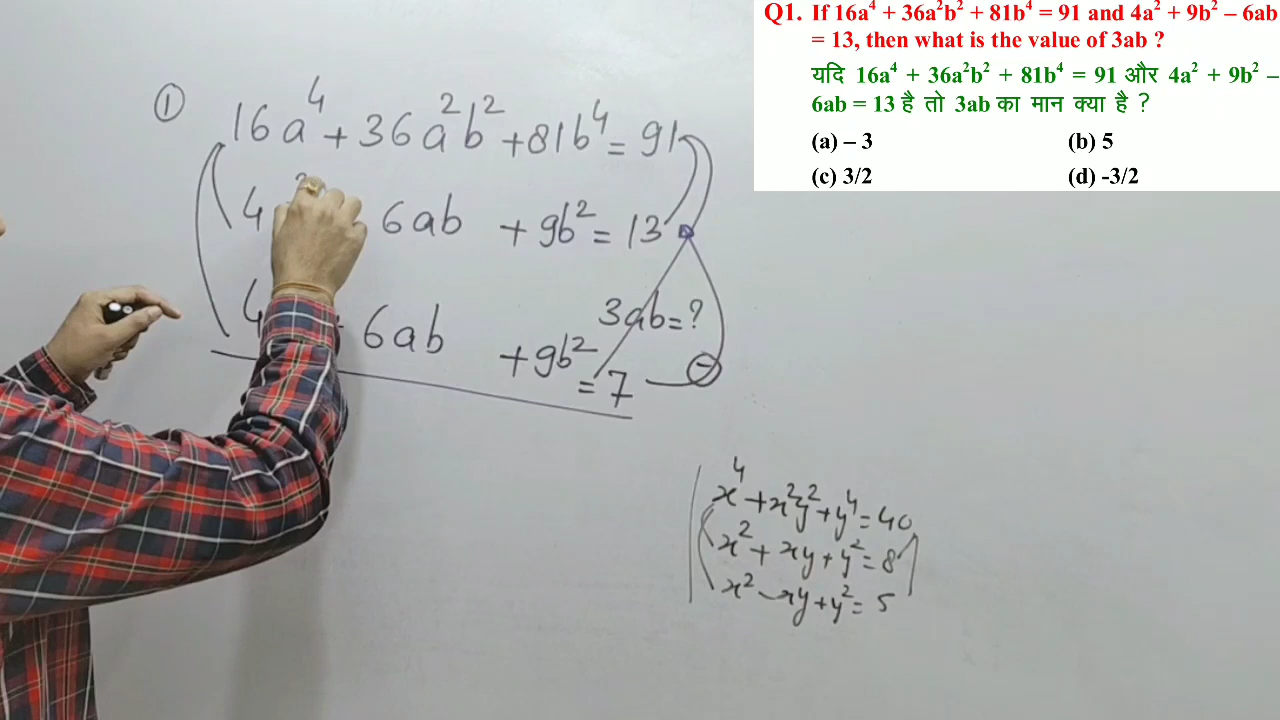 Q1. If 16a⁴ + 36a²b² + 81b⁴ = 91 and 4a² + 9b² – 6ab
= 13, then what is the value of 3ab ?
यदि 16a⁴ + 36a²b² + 81b⁴ = 91 और 4a² + 9b² –
6ab = 13 है तो 3ab का मान क्या है ?
(a) – 3 (b) 5
(c) 3/2 (d) -3/2
①
16a⁴ + 36a²b² + 81b⁴ = 91
4 ² 6ab + 9b² = 13
3ab = ?
4 6ab + 9b²
= 7 –
x⁴ + x²y² + y⁴ = 40
x² + xy + y² = 8
x² - xy + y² = 5